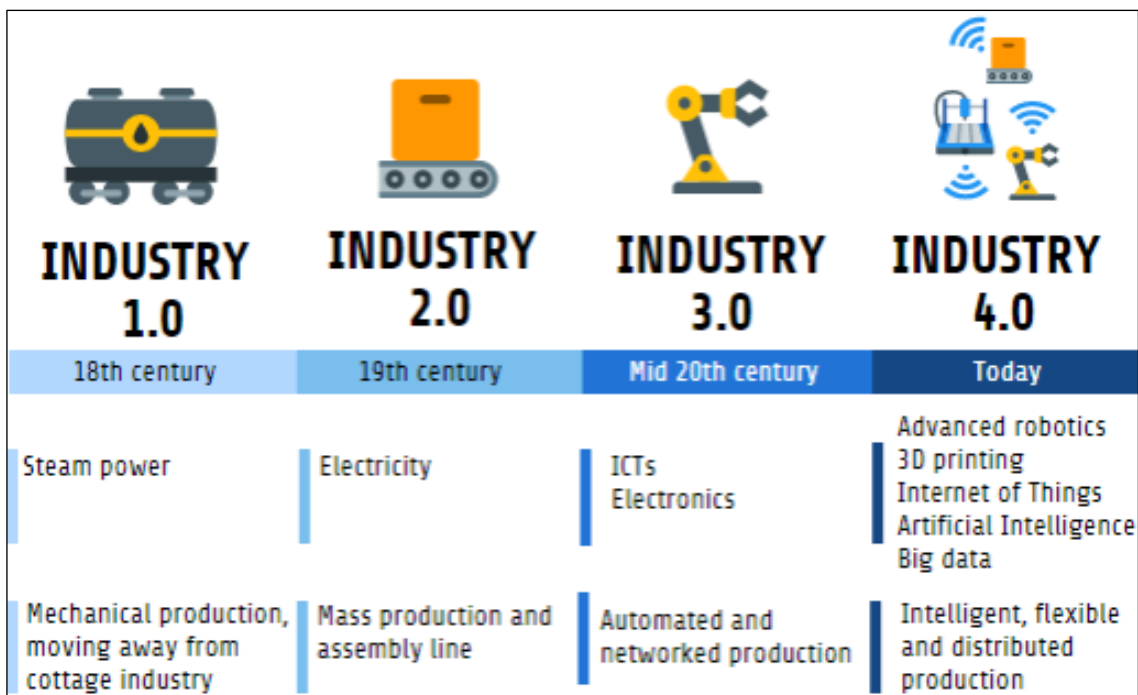 INDUSTRY
1.0
INDUSTRY
2.0
INDUSTRY
3.0
INDUSTRY
4.0
18th century
19th century
Mid 20th century
Today
Steam power
Electricity
ICTs
Electronics
Advanced robotics
3D printing
Internet of Things
Artificial Intelligence
Big data
Mechanical production,
moving away from
cottage industry
Mass production and
assembly line
Automated and
networked production
Intelligent, flexible
and distributed
production